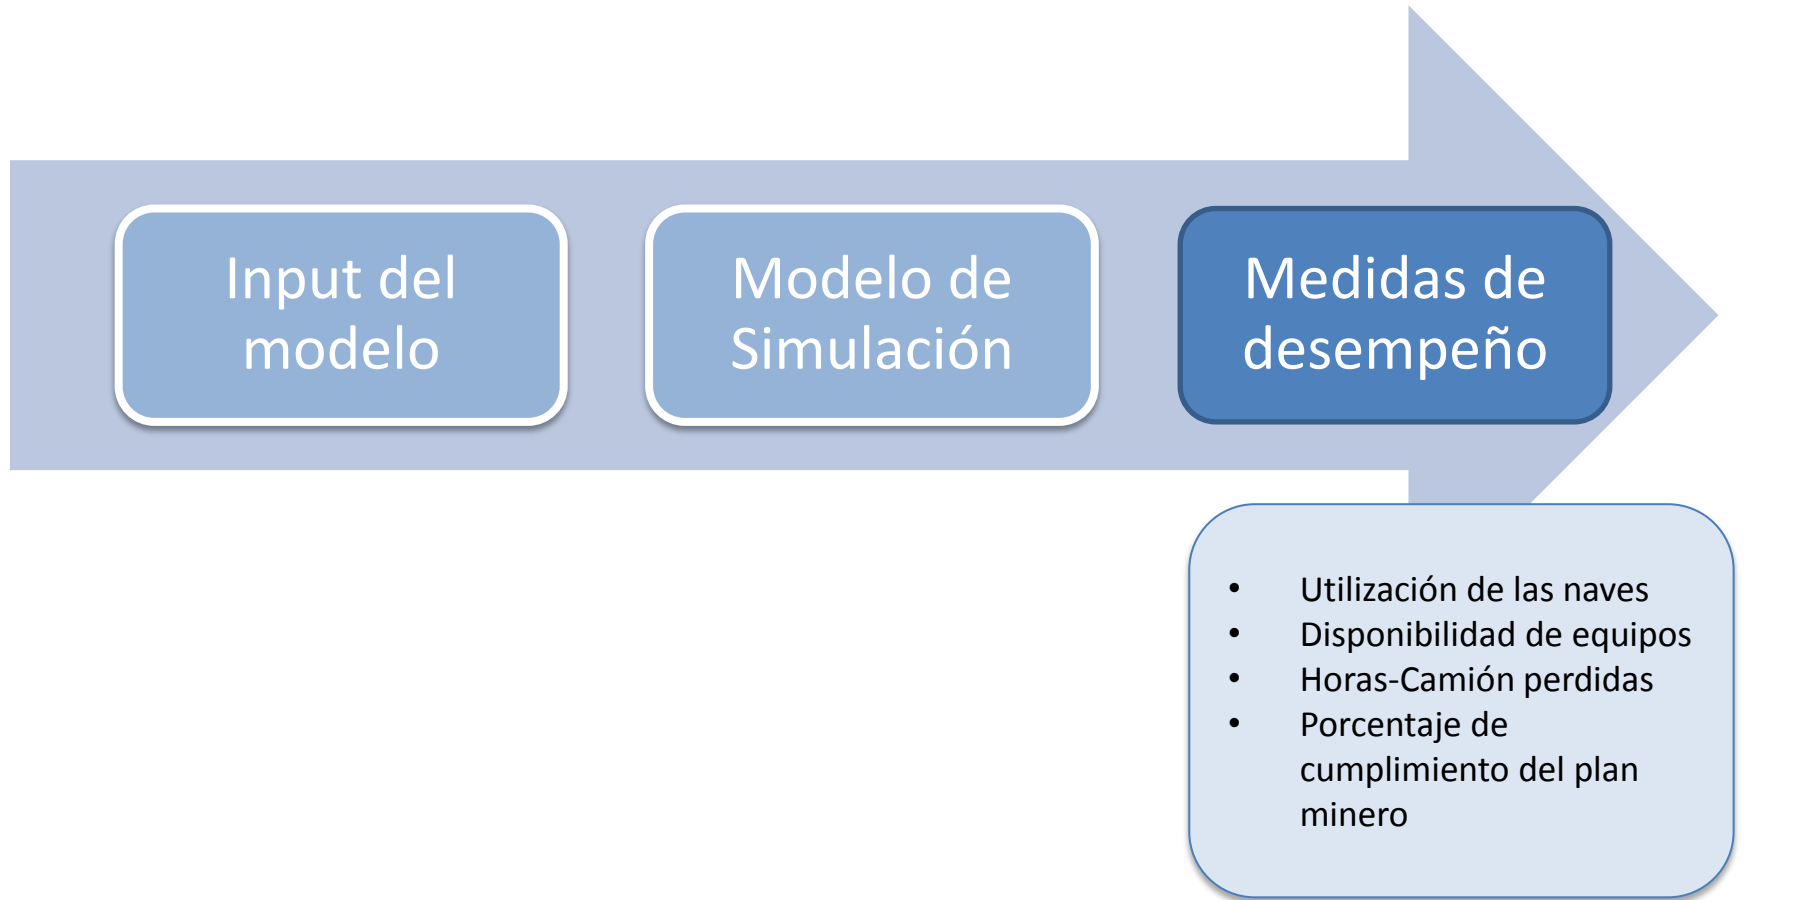 Input del
modelo
Modelo de
Simulación
Medidas de
desempeño
• Utilización de las naves
• Disponibilidad de equipos
• Horas-Camión perdidas
• Porcentaje de
cumplimiento del plan
minero